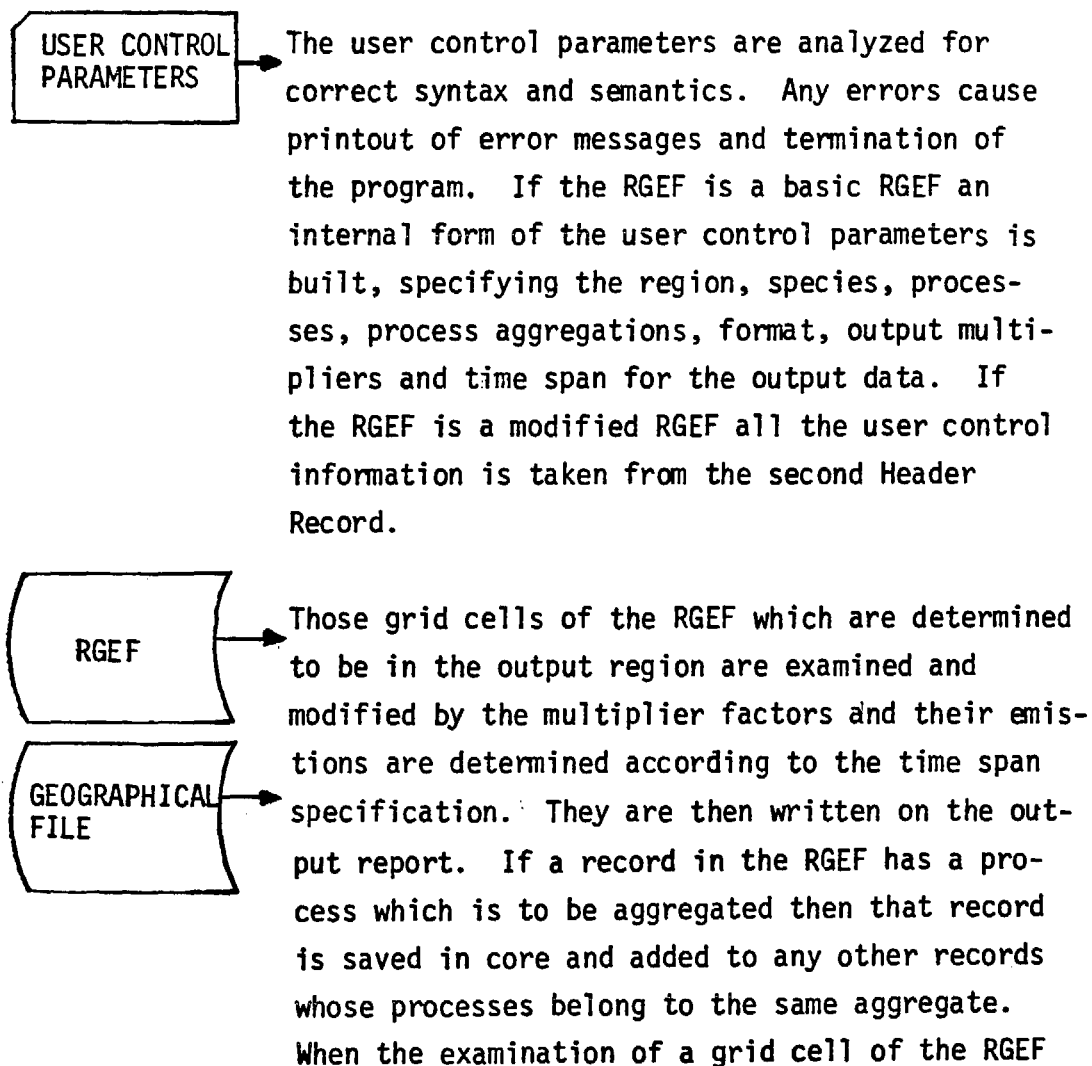 USER CONTROL
PARAMETERS
The user control parameters are analyzed for
correct syntax and semantics. Any errors cause
printout of error messages and termination of
the program. If the RGEF is a basic RGEF an
internal form of the user control parameters is
built, specifying the region, species, proces-
ses, process aggregations, format, output multi-
pliers and time span for the output data. If
the RGEF is a modified RGEF all the user control
information is taken from the second Header
Record.
RGEF
GEOGRAPHICAL
FILE
Those grid cells of the RGEF which are determined
to be in the output region are examined and
modified by the multiplier factors and their emis-
tions are determined according to the time span
specification. They are then written on the out-
put report. If a record in the RGEF has a pro-
cess which is to be aggregated then that record
is saved in core and added to any other records
whose processes belong to the same aggregate.
When the examination of a grid cell of the RGEF